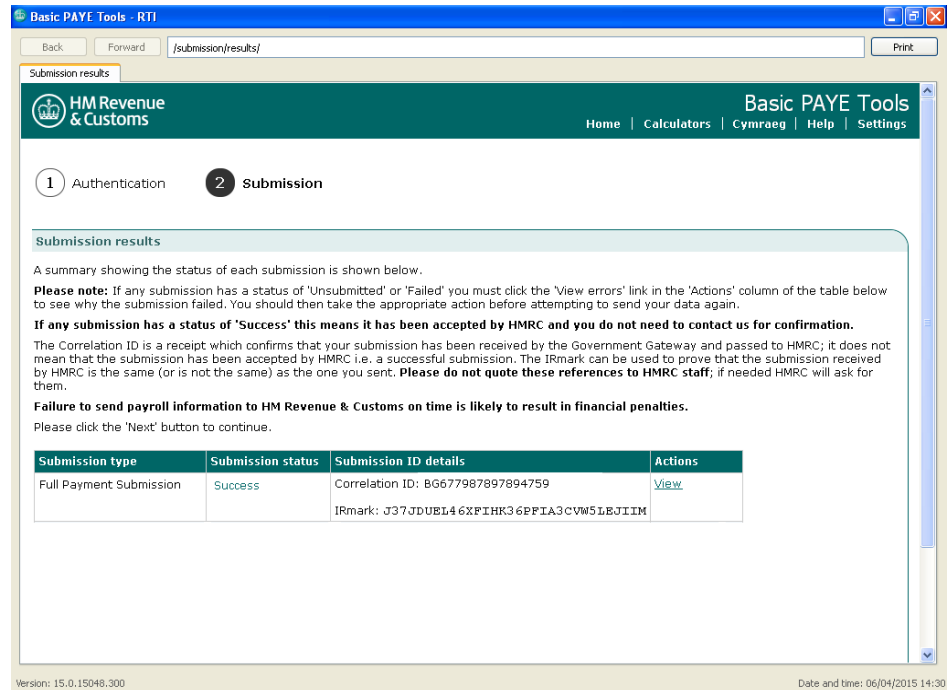 Basic PAYE Tools - RTI
Back Forward /submission/results/ Print
Submission results
HM Revenue
& Customs
Basic PAYE Tools
Home | Calculators | Cymraeg | Help | Settings
1 Authentication 2 Submission
Submission results
A summary showing the status of each submission is shown below.
Please note: If any submission has a status of 'Unsubmitted' or 'Failed' you must click the 'View errors' link in the 'Actions' column of the table below
to see why the submission failed. You should then take the appropriate action before attempting to send your data again.
If any submission has a status of 'Success' this means it has been accepted by HMRC and you do not need to contact us for confirmation.
The Correlation ID is a receipt which confirms that your submission has been received by the Government Gateway and passed to HMRC; it does not
mean that the submission has been accepted by HMRC i.e. a successful submission. The IRmark can be used to prove that the submission received
by HMRC is the same (or is not the same) as the one you sent. Please do not quote these references to HMRC staff; if needed HMRC will ask for
them.
Failure to send payroll information to HM Revenue & Customs on time is likely to result in financial penalties.
Please click the 'Next' button to continue.
Submission type Submission status Submission ID details Actions
Full Payment Submission Success Correlation ID: BG677987897894759 View
IRmark: J37JDUEL46XFIHK36PFIA3CVW5LEJIIM
Version: 15.0.15048.300 Date and time: 06/04/2015 14:30